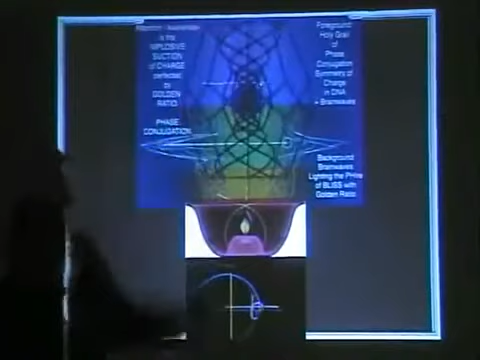 is the
IMPLOSIVE
SUCTION
of CHARGE
perfected
by
GOLDEN
RATIO
PHASE
CONJUGATION
Foreground
Holy Grail
of
Phase
Conjugation
Symmetry of
Charge
in DNA
+ Brainwaves
Background
Brainwaves
Lighting the
of BLISS with
Golden Ratio